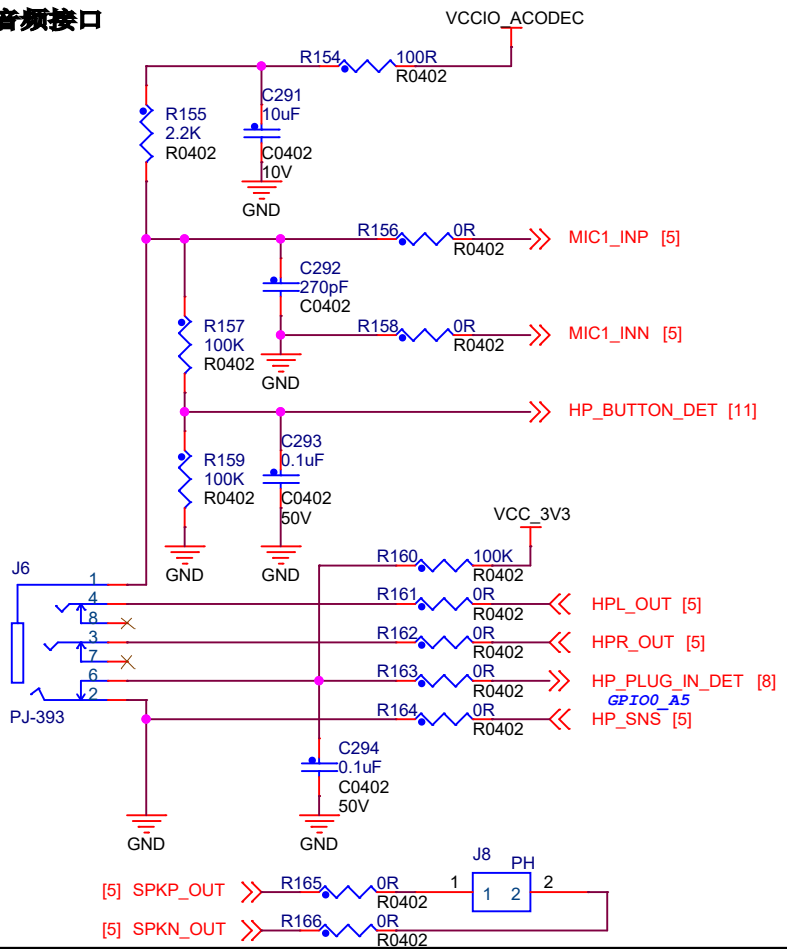 音频接口
VCCIO_ACODEC
R154 100R
R0402
R155
2.2K
R0402
C291
10uF
C0402
10V
GND
R156 0R
R0402
MIC1_INP [5]
C292
270pF
C0402
R158 0R
R0402
MIC1_INN [5]
GND
R157
100K
R0402
HP_BUTTON_DET [11]
R159
100K
R0402
C293
0.1uF
C0402
50V
GND
GND
VCC_3V3
R160 100K
R0402
J6
1
4
8
3
7
6
2
PJ-393
R161 0R
R0402
HPL_OUT [5]
R162 0R
R0402
HPR_OUT [5]
R163 0R
R0402
HP_PLUG_IN_DET [8]
GPIO0_A5
R164 0R
R0402
HP_SNS [5]
C294
0.1uF
C0402
50V
GND
GND
J8 PH
[5] SPKP_OUT R165 0R
R0402
1 1 2 2
[5] SPKN_OUT R166 0R
R0402